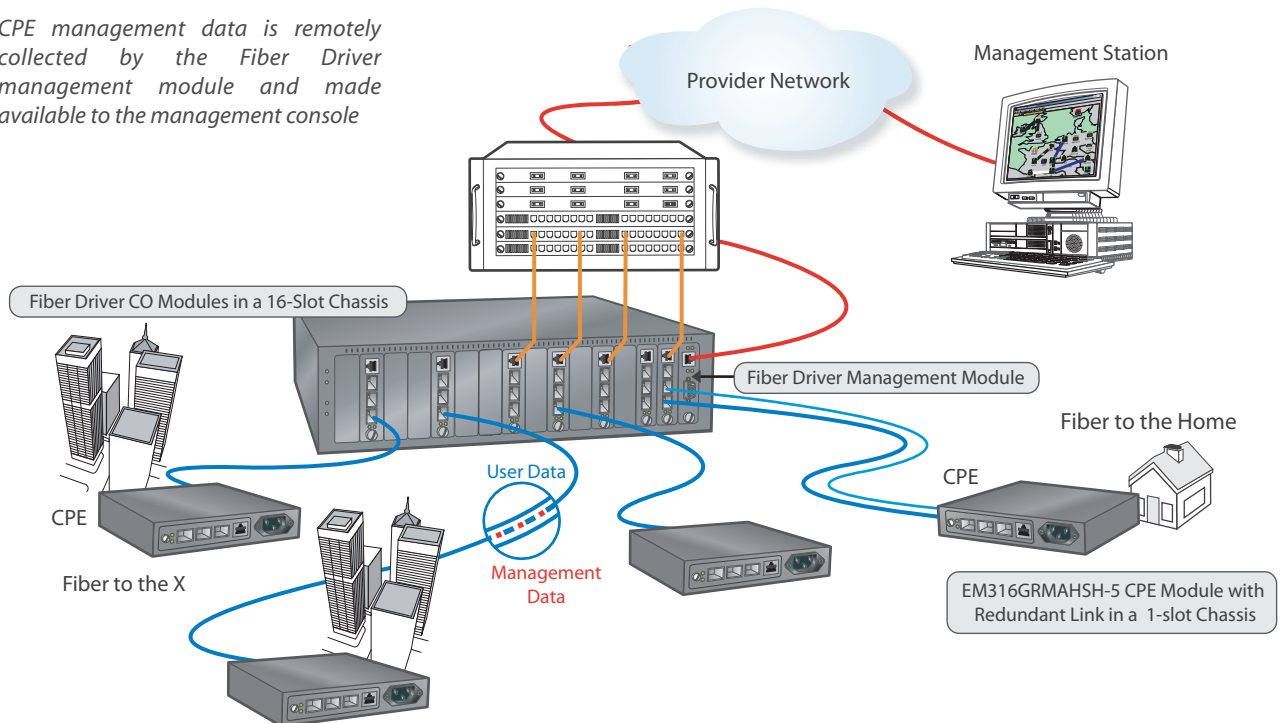 CPE management data is remotely
collected by the Fiber Driver
management module and made
available to the management console
Provider Network
Management Station
Fiber Driver CO Modules in a 16-Slot Chassis
Fiber Driver Management Module
Fiber to the Home
User Data
CPE
CPE
Management
Data
Fiber to the X
EM316GRMAHSH-5 CPE Module with
Redundant Link in a 1-slot Chassis